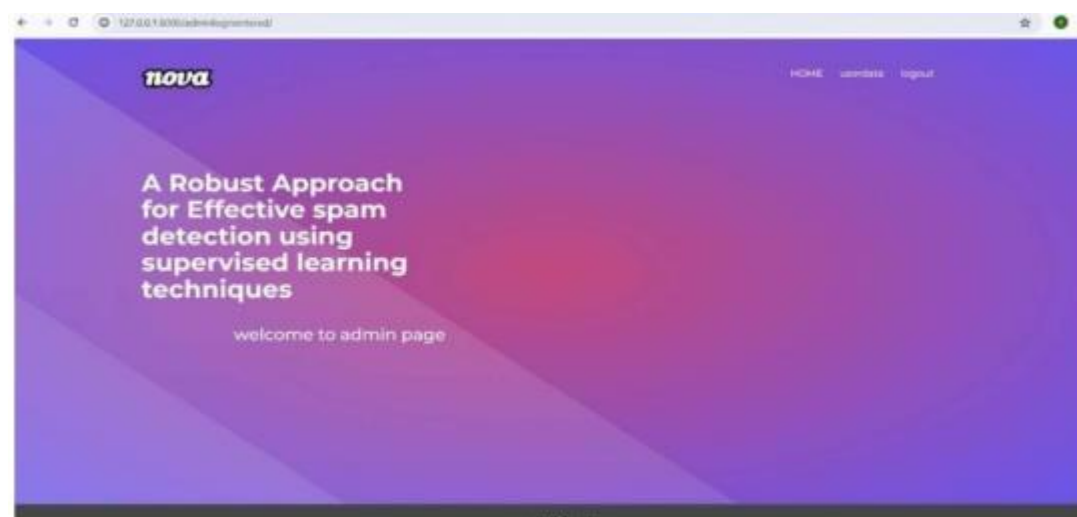 nova
HOME userdata logout
A Robust Approach
for Effective spam
detection using
supervised learning
techniques
welcome to admin page